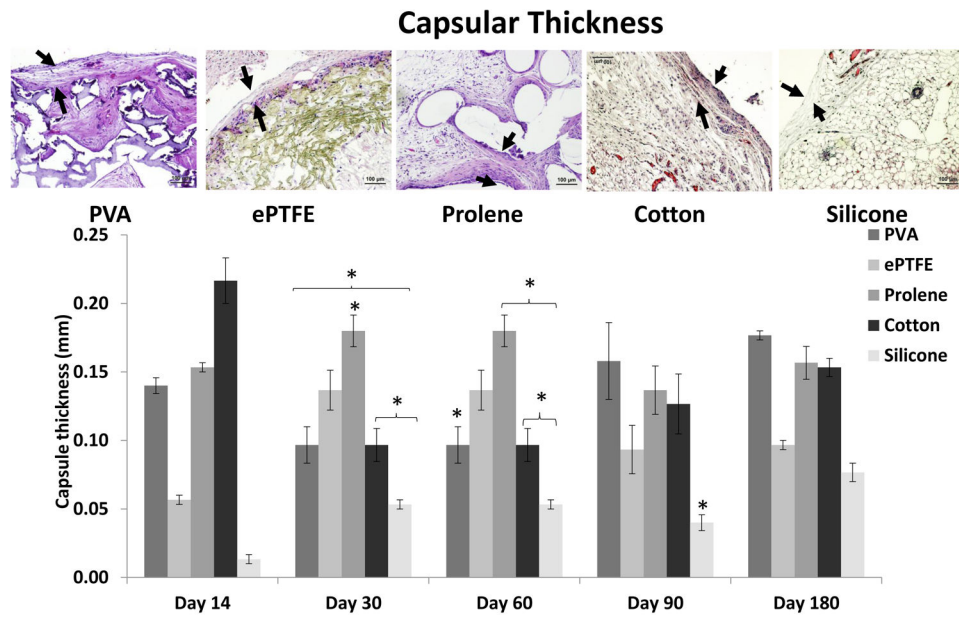 Capsular Thickness
100 µm
100 µm
100 µm
100 µm
100 µm
PVA ePTFE Prolene Cotton Silicone
0.25
0.20
0.15
0.10
0.05
0.00
Capsule thickness (mm)
PVA
ePTFE
Prolene
Cotton
Silicone
*
*
*
*
*
*
*
Day 14 Day 30 Day 60 Day 90 Day 180